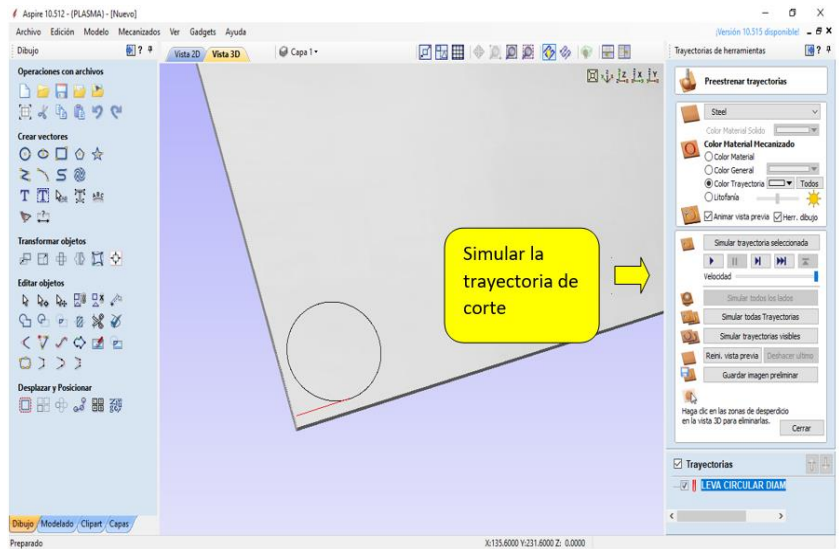 Aspire 10.512 - (PLASMA) - [Nuevo]
Archivo Edición Modelo Mecanizados Ver Gadgets Ayuda
¡Versión 10.515 disponible!
Dibujo
Vista 2D Vista 3D
Capa 1
Trayectorias de herramientas
Operaciones con archivos
Crear vectores
Transformar objetos
Editar objetos
Desplazar y Posicionar
Dibujo Modelado Clipart Capas
Simular la
trayectoria de
corte
Preestrenar trayectorias
Steel
Color Material Solido
Color Material Mecanizado
Color Material
Color General
Color Trayectoria Todos
Litofanía
Animar vista previa Herr. dibujo
Simular trayectoria seleccionada
Velocidad
Simular todos los lados
Simular todas Trayectorias
Simular trayectorias visibles
Reini. vista previa Deshacer ultimo
Guardar imagen preliminar
Haga clic en las zonas de desperdicio
en la vista 3D para eliminarlas.
Cerrar
Trayectorias
LEVA CIRCULAR DIAM
Preparado
X:135.6000 Y:231.6000 Z: 0.0000